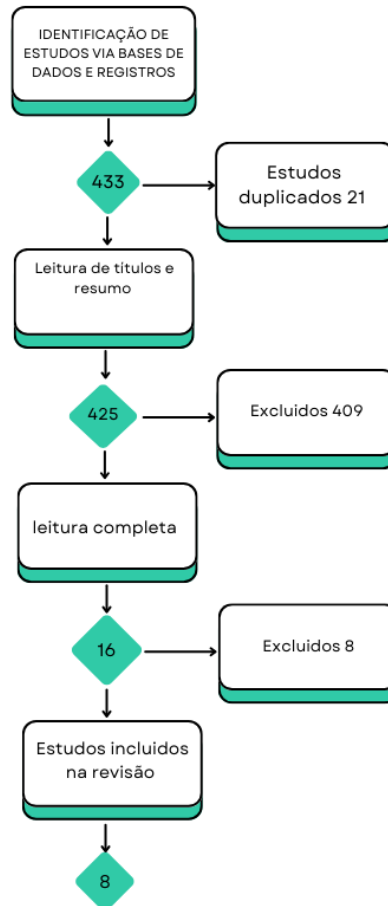 IDENTIFICAÇÃO DE
ESTUDOS VIA BASES DE
DADOS E REGISTROS
433
Estudos
duplicados 21
Leitura de títulos e
resumo
425
Excluidos 409
leitura completa
16
Excluidos 8
Estudos incluidos
na revisão
8